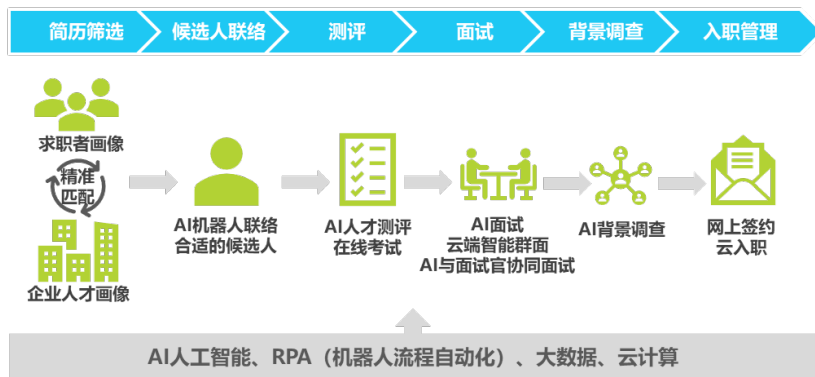 简历筛选
候选人联络
测评
面试
背景调查
入职管理
求职者画像
精准
匹配
企业人才画像
AI机器人联络
合适的候选人
AI人才测评
在线考试
AI面试
云端智能群面
AI与面试官协同面试
AI背景调查
网上签约
云入职
AI人工智能、RPA（机器人流程自动化）、大数据、云计算